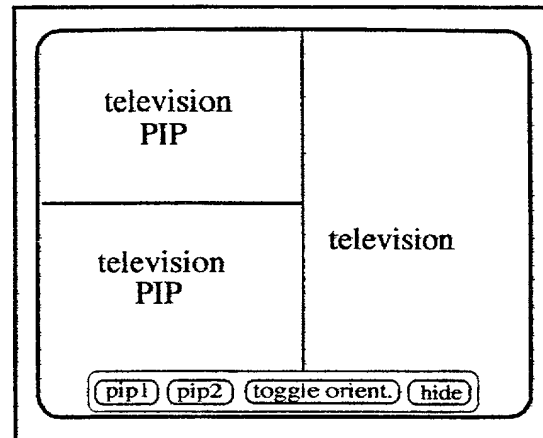 television
PIP
television
PIP
television
pip1 pip2 toggle orient. hide